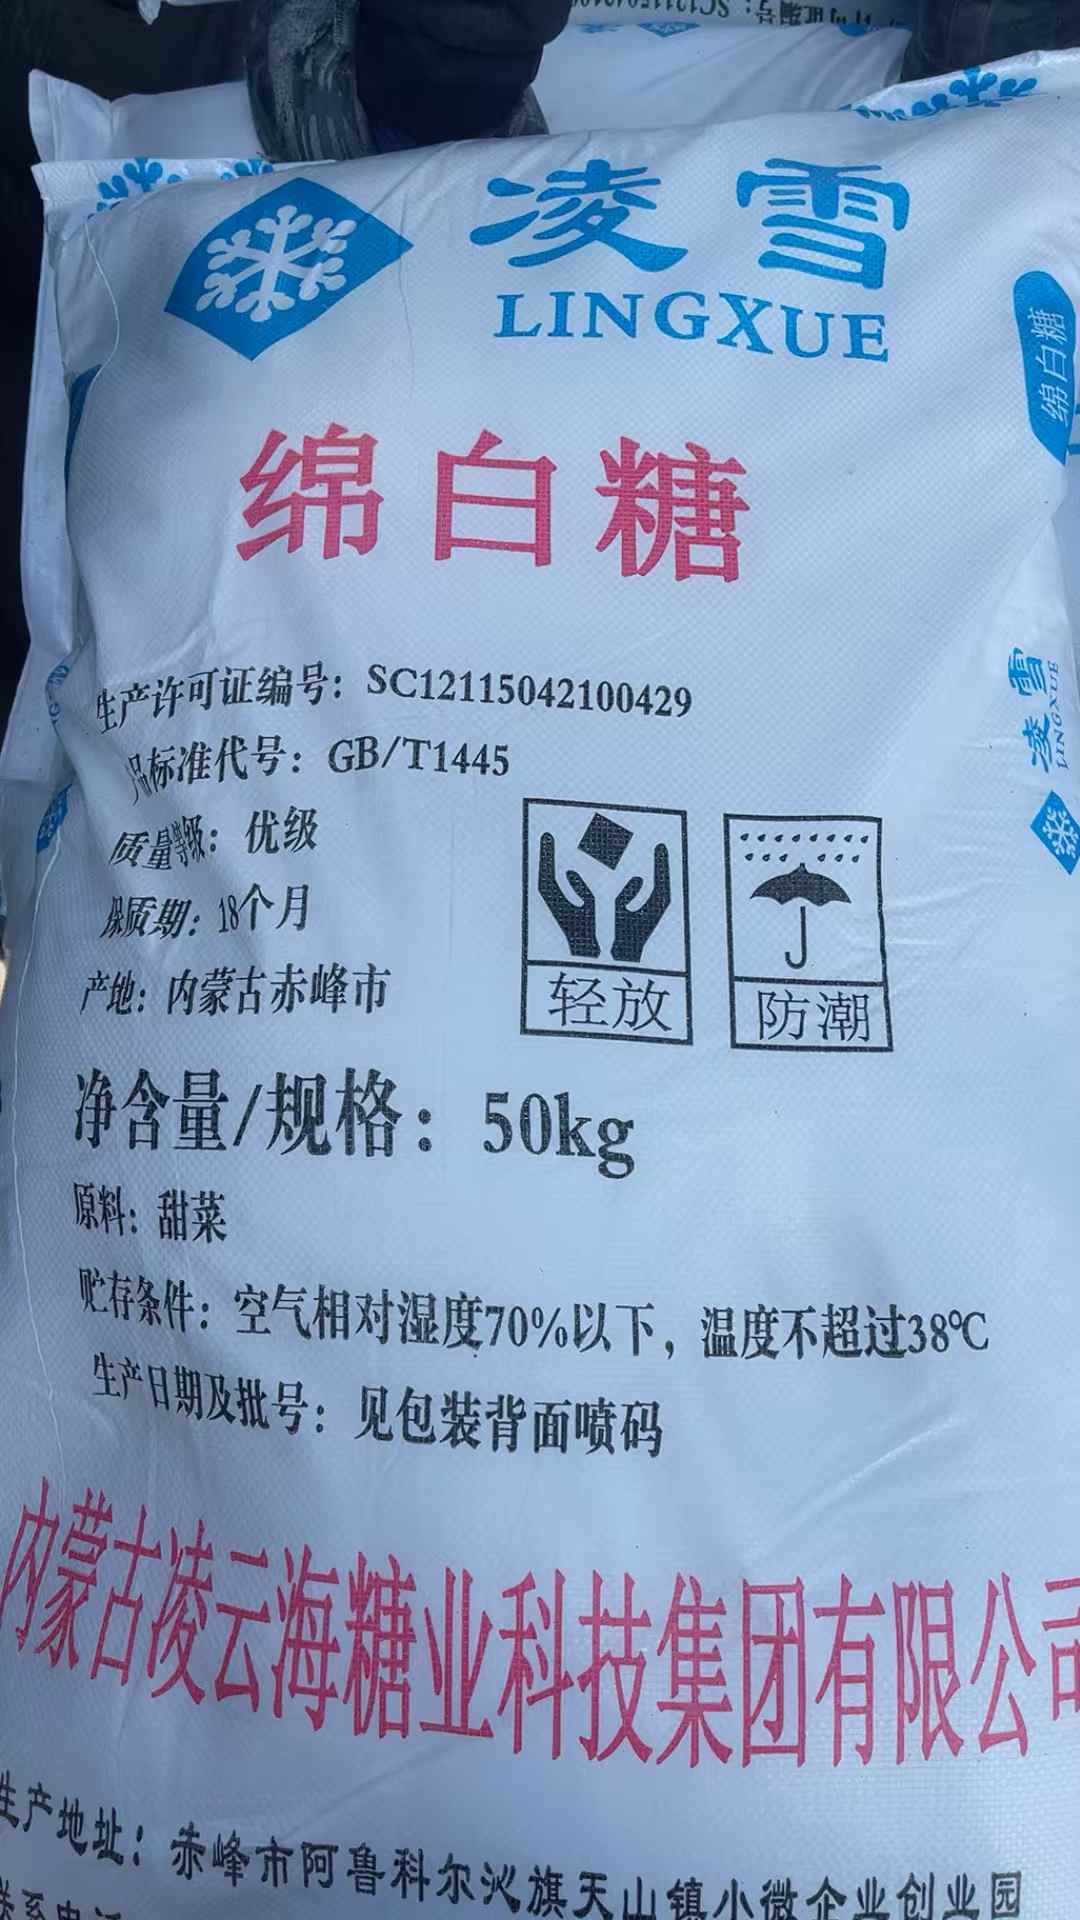 凌雪
LINGXUE
绵白糖
绵白糖
生产许可证编号：SC12115042100429
品标准代号：GB/T1445
质量等级：优级
保质期：18个月
产地：内蒙古赤峰市
轻放
防潮
凌雪
LINGXUE
净含量/规格：50kg
原料：甜菜
贮存条件：空气相对湿度70%以下，温度不超过38℃
生产日期及批号：见包装背面喷码
内蒙古凌云海糖业科技集团有限公司
生产地址：赤峰市阿鲁科尔沁旗天山镇小微企业创业园
联系电话